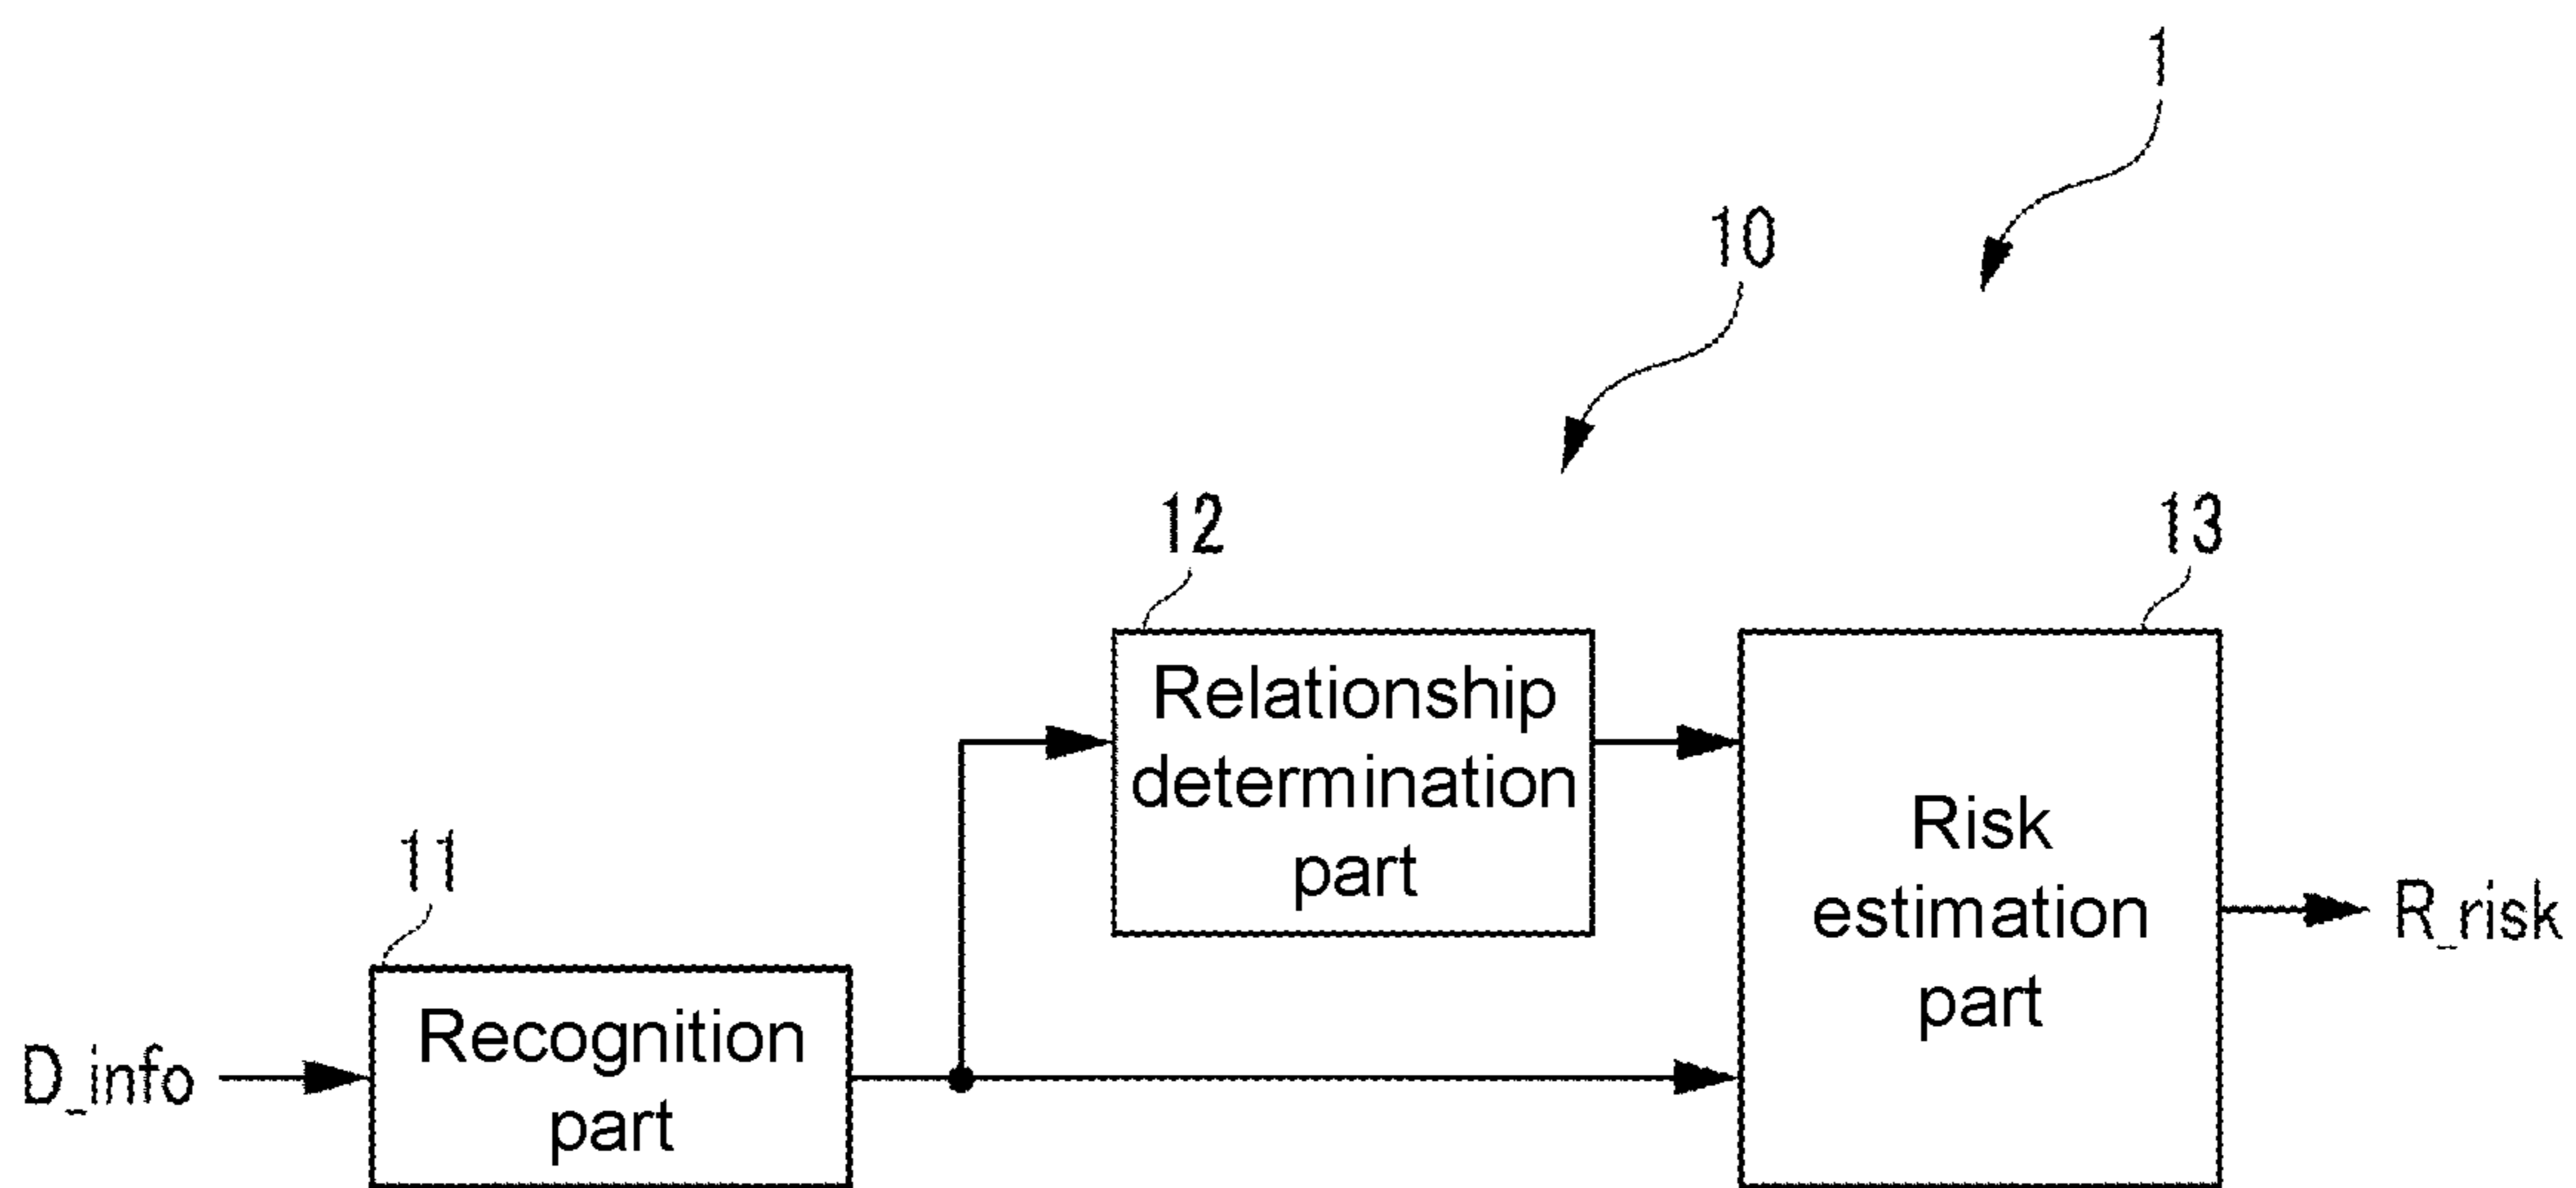 1
10
12
13
Relationship
determination
part
11
Risk
estimation
part
R_risk
D_info
Recognition
part